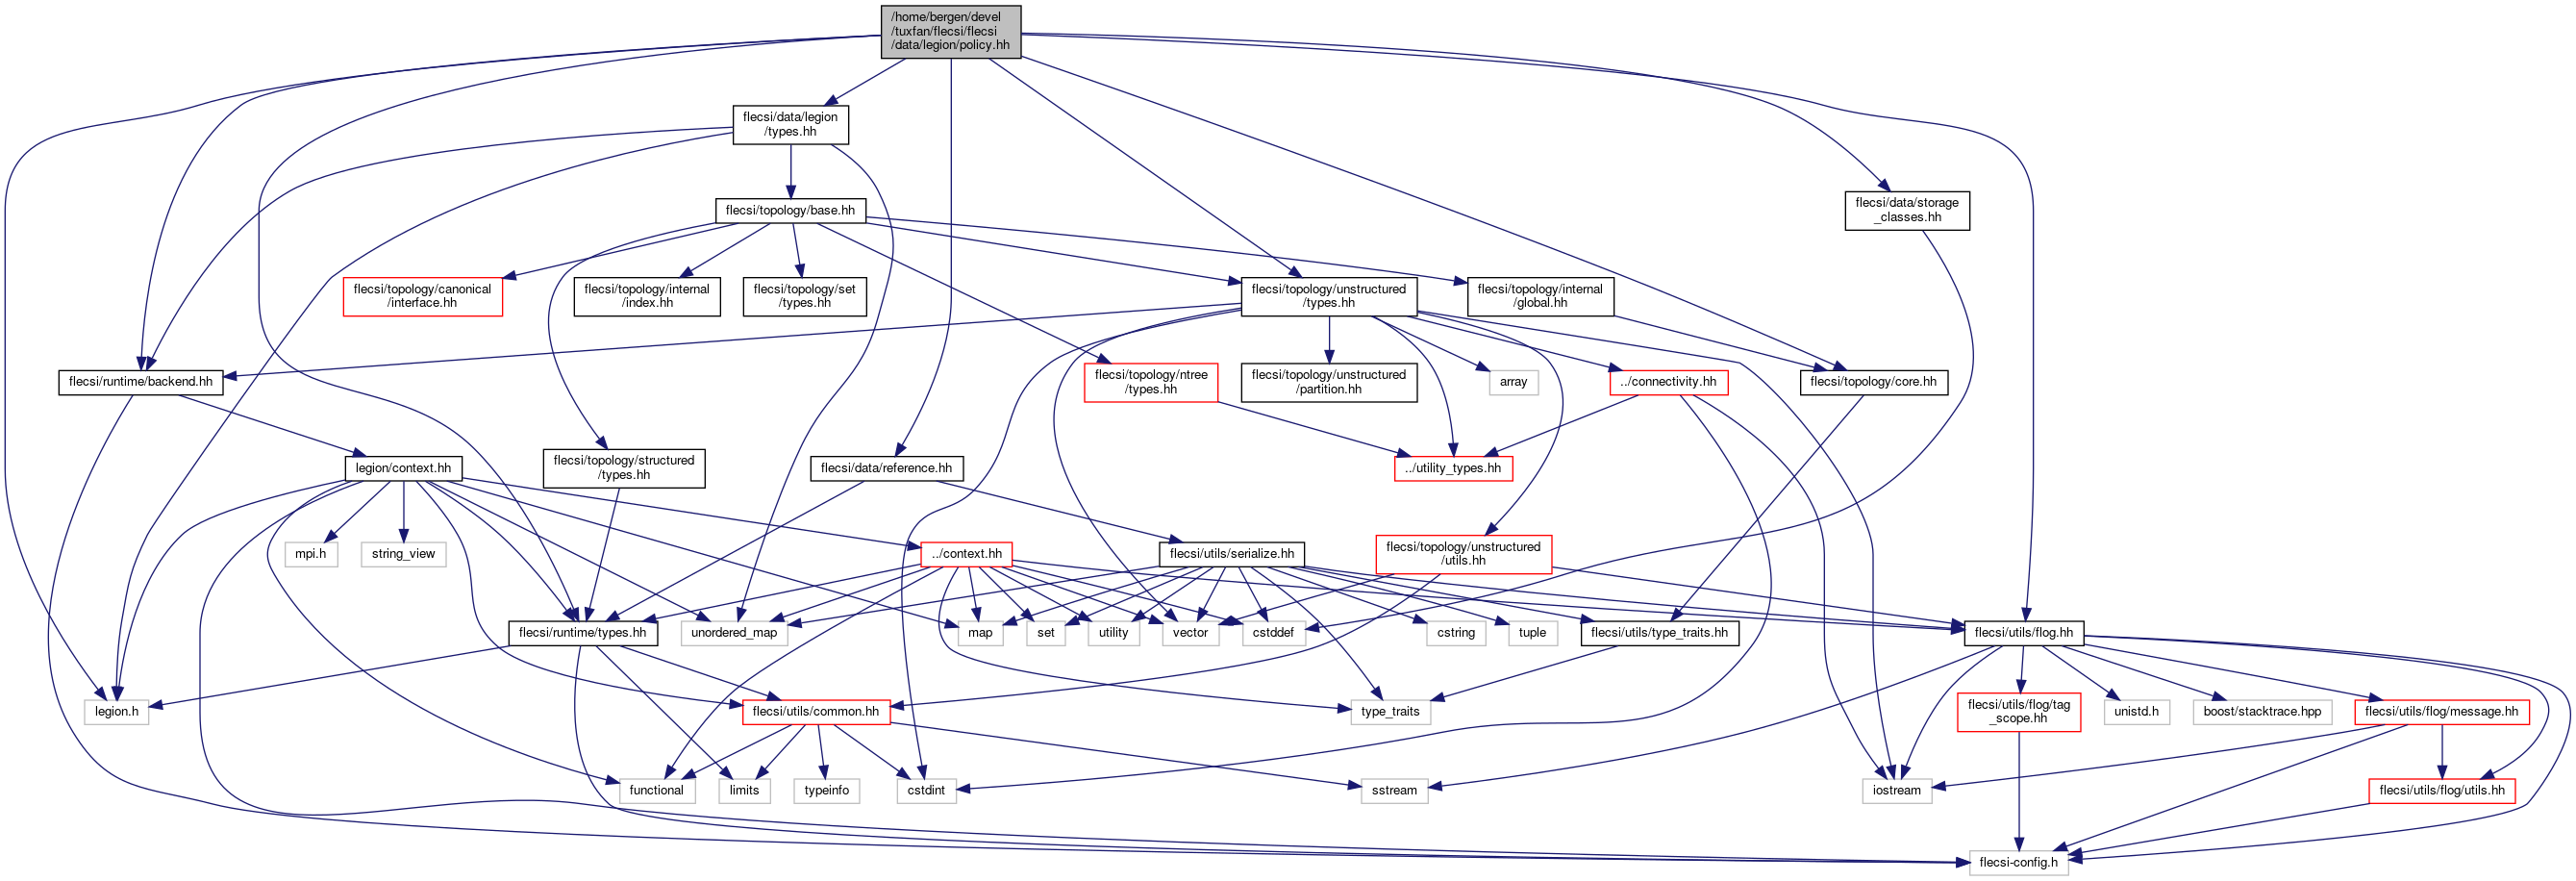 /home/bergen/devel
/tuxfan/flecsi/flecsi
/data/legion/policy.hh
flecsi/data/legion
/types.hh
flecsi/topology/base.hh
flecsi/data/storage
_classes.hh
flecsi/topology/canonical
/interface.hh
flecsi/topology/internal
/index.hh
flecsi/topology/set
/types.hh
flecsi/topology/unstructured
/types.hh
flecsi/topology/internal
/global.hh
flecsi/runtime/backend.hh
flecsi/topology/ntree
/types.hh
flecsi/topology/unstructured
/partition.hh
array
../connectivity.hh
flecsi/topology/core.hh
legion/context.hh
flecsi/topology/structured
/types.hh
flecsi/data/reference.hh
../utility_types.hh
mpi.h
string_view
../context.hh
flecsi/utils/serialize.hh
flecsi/topology/unstructured
/utils.hh
flecsi/runtime/types.hh
unordered_map
map
set
utility
vector
cstddef
cstring
tuple
flecsi/utils/type_traits.hh
flecsi/utils/flog.hh
legion.h
flecsi/utils/common.hh
type_traits
flecsi/utils/flog/tag
_scope.hh
unistd.h
boost/stacktrace.hpp
flecsi/utils/flog/message.hh
functional
limits
typeinfo
cstdint
sstream
iostream
flecsi/utils/flog/utils.hh
flecsi-config.h